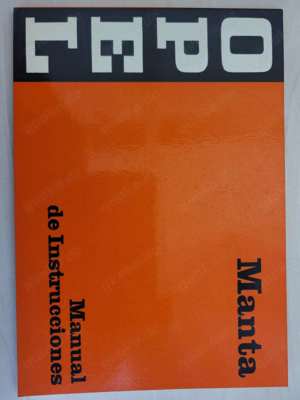 OPEL
Manta
Manual
de Instrucciones